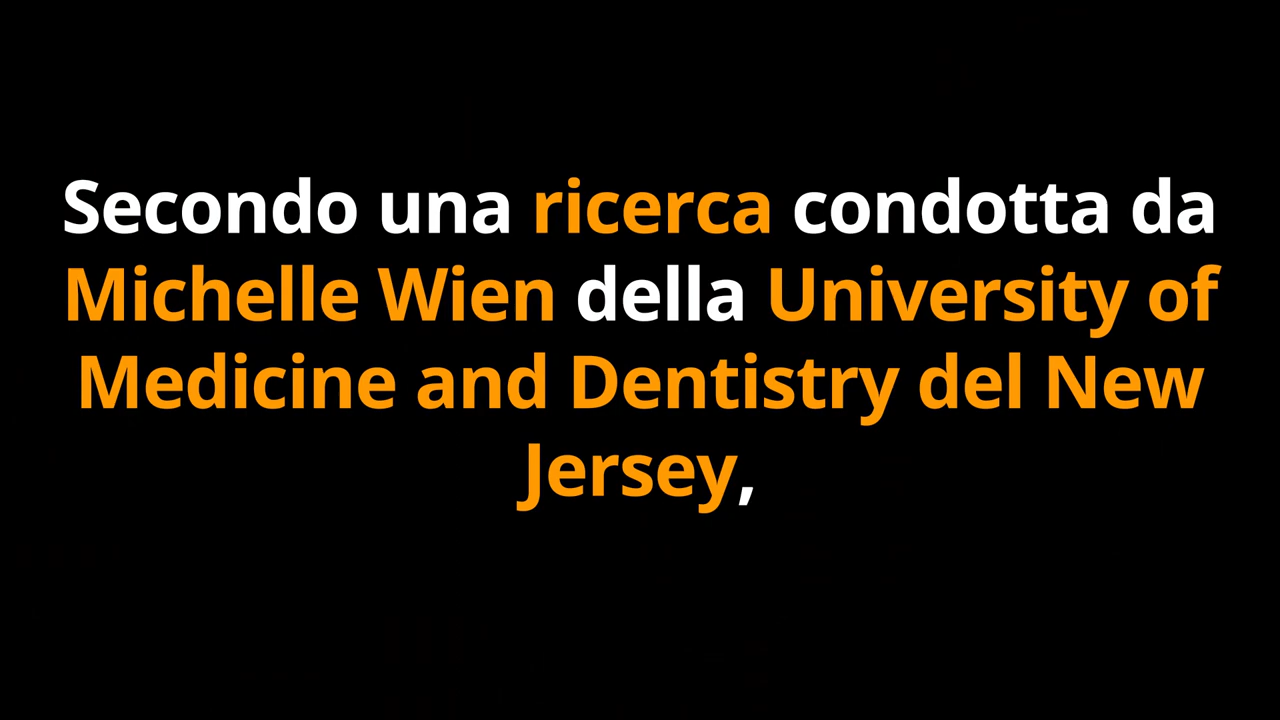 Secondo una ricerca condotta da
Michelle Wien della University of
Medicine and Dentistry del New
Jersey,